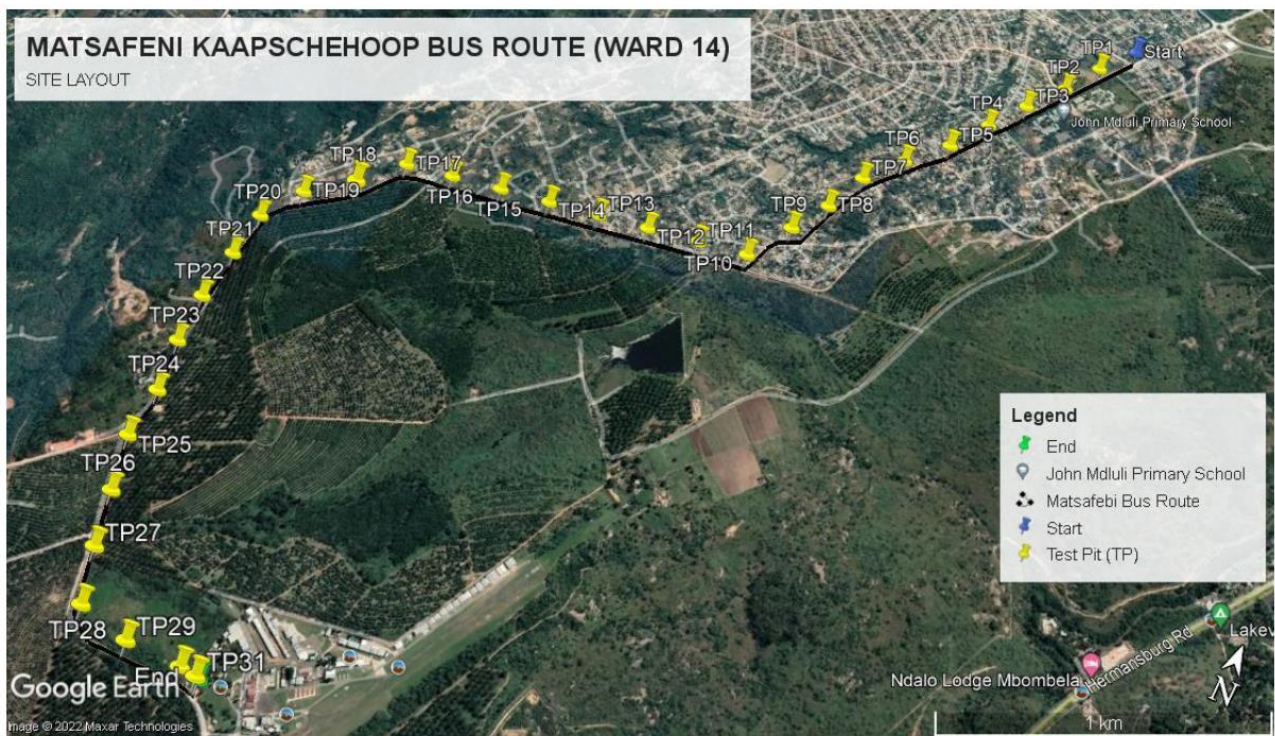 MATSAFENI KAAPSCHEHOOP BUS ROUTE (WARD 14)
SITE LAYOUT
Start
TP1
TP2
TP3
TP4
John Mdluli Primary School
TP5
TP6
TP7
TP8
TP9
TP10
TP11
TP12
TP13
TP14
TP15
TP16
TP17
TP18
TP19
TP20
TP21
TP22
TP23
TP24
TP25
TP26
TP27
TP28
TP29
TP31
End
Legend
End
John Mdluli Primary School
Matsafebi Bus Route
Start
Test Pit (TP)
Lakev
Hermansburg Rd
Ndalo Lodge Mbombela
N
1 km
Google Earth
Image © 2022 Maxar Technologies